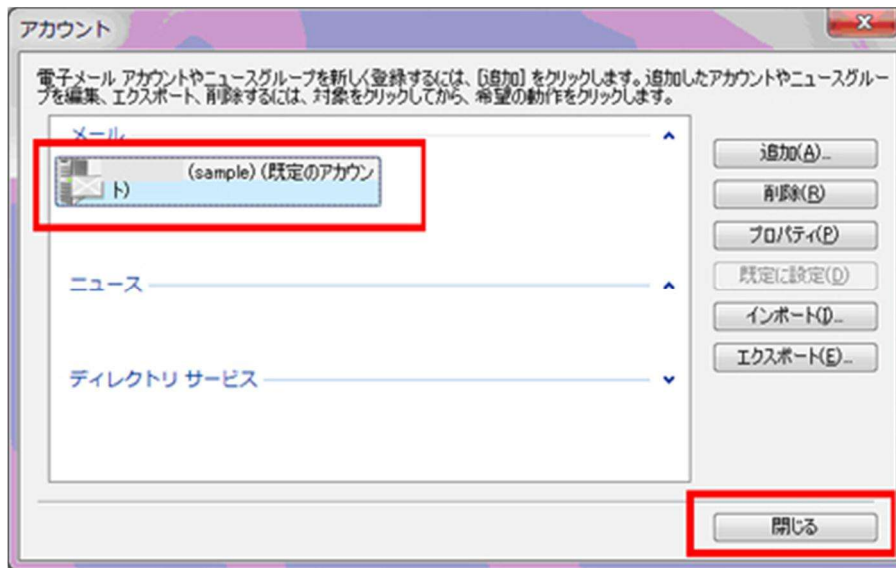 アカウント
電子メール アカウントやニュースグループを新しく登録するには、[追加] をクリックします。追加したアカウントやニュースグルー
プを編集、エクスポート、削除するには、対象をクリックしてから、希望の動作をクリックします。
メール
(sample) (既定のアカウン
ト)
ニュース
ディレクトリ サービス
追加(A)...
削除(R)
プロパティ(P)
既定に設定(D)
インポート(I)...
エクスポート(E)...
閉じる